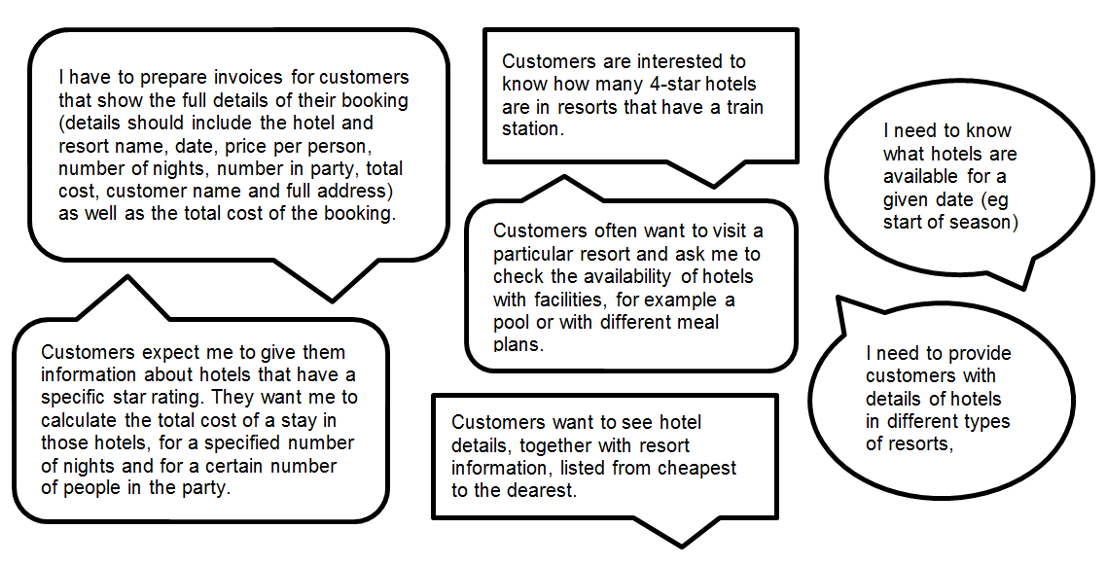 I have to prepare invoices for customers
that show the full details of their booking
(details should include the hotel and
resort name, date, price per person,
number of nights, number in party, total
cost, customer name and full address)
as well as the total cost of the booking.
Customers are interested to
know how many 4-star hotels
are in resorts that have a train
station.
I need to know
what hotels are
available for a
given date (eg
start of season)
Customers often want to visit a
particular resort and ask me to
check the availability of hotels
with facilities, for example a
pool or with different meal
plans.
Customers expect me to give them
information about hotels that have a
specific star rating. They want me to
calculate the total cost of a stay in
those hotels, for a specified number
of nights and for a certain number
of people in the party.
Customers want to see hotel
details, together with resort
information, listed from cheapest
to the dearest.
I need to provide
customers with
details of hotels
in different types
of resorts,